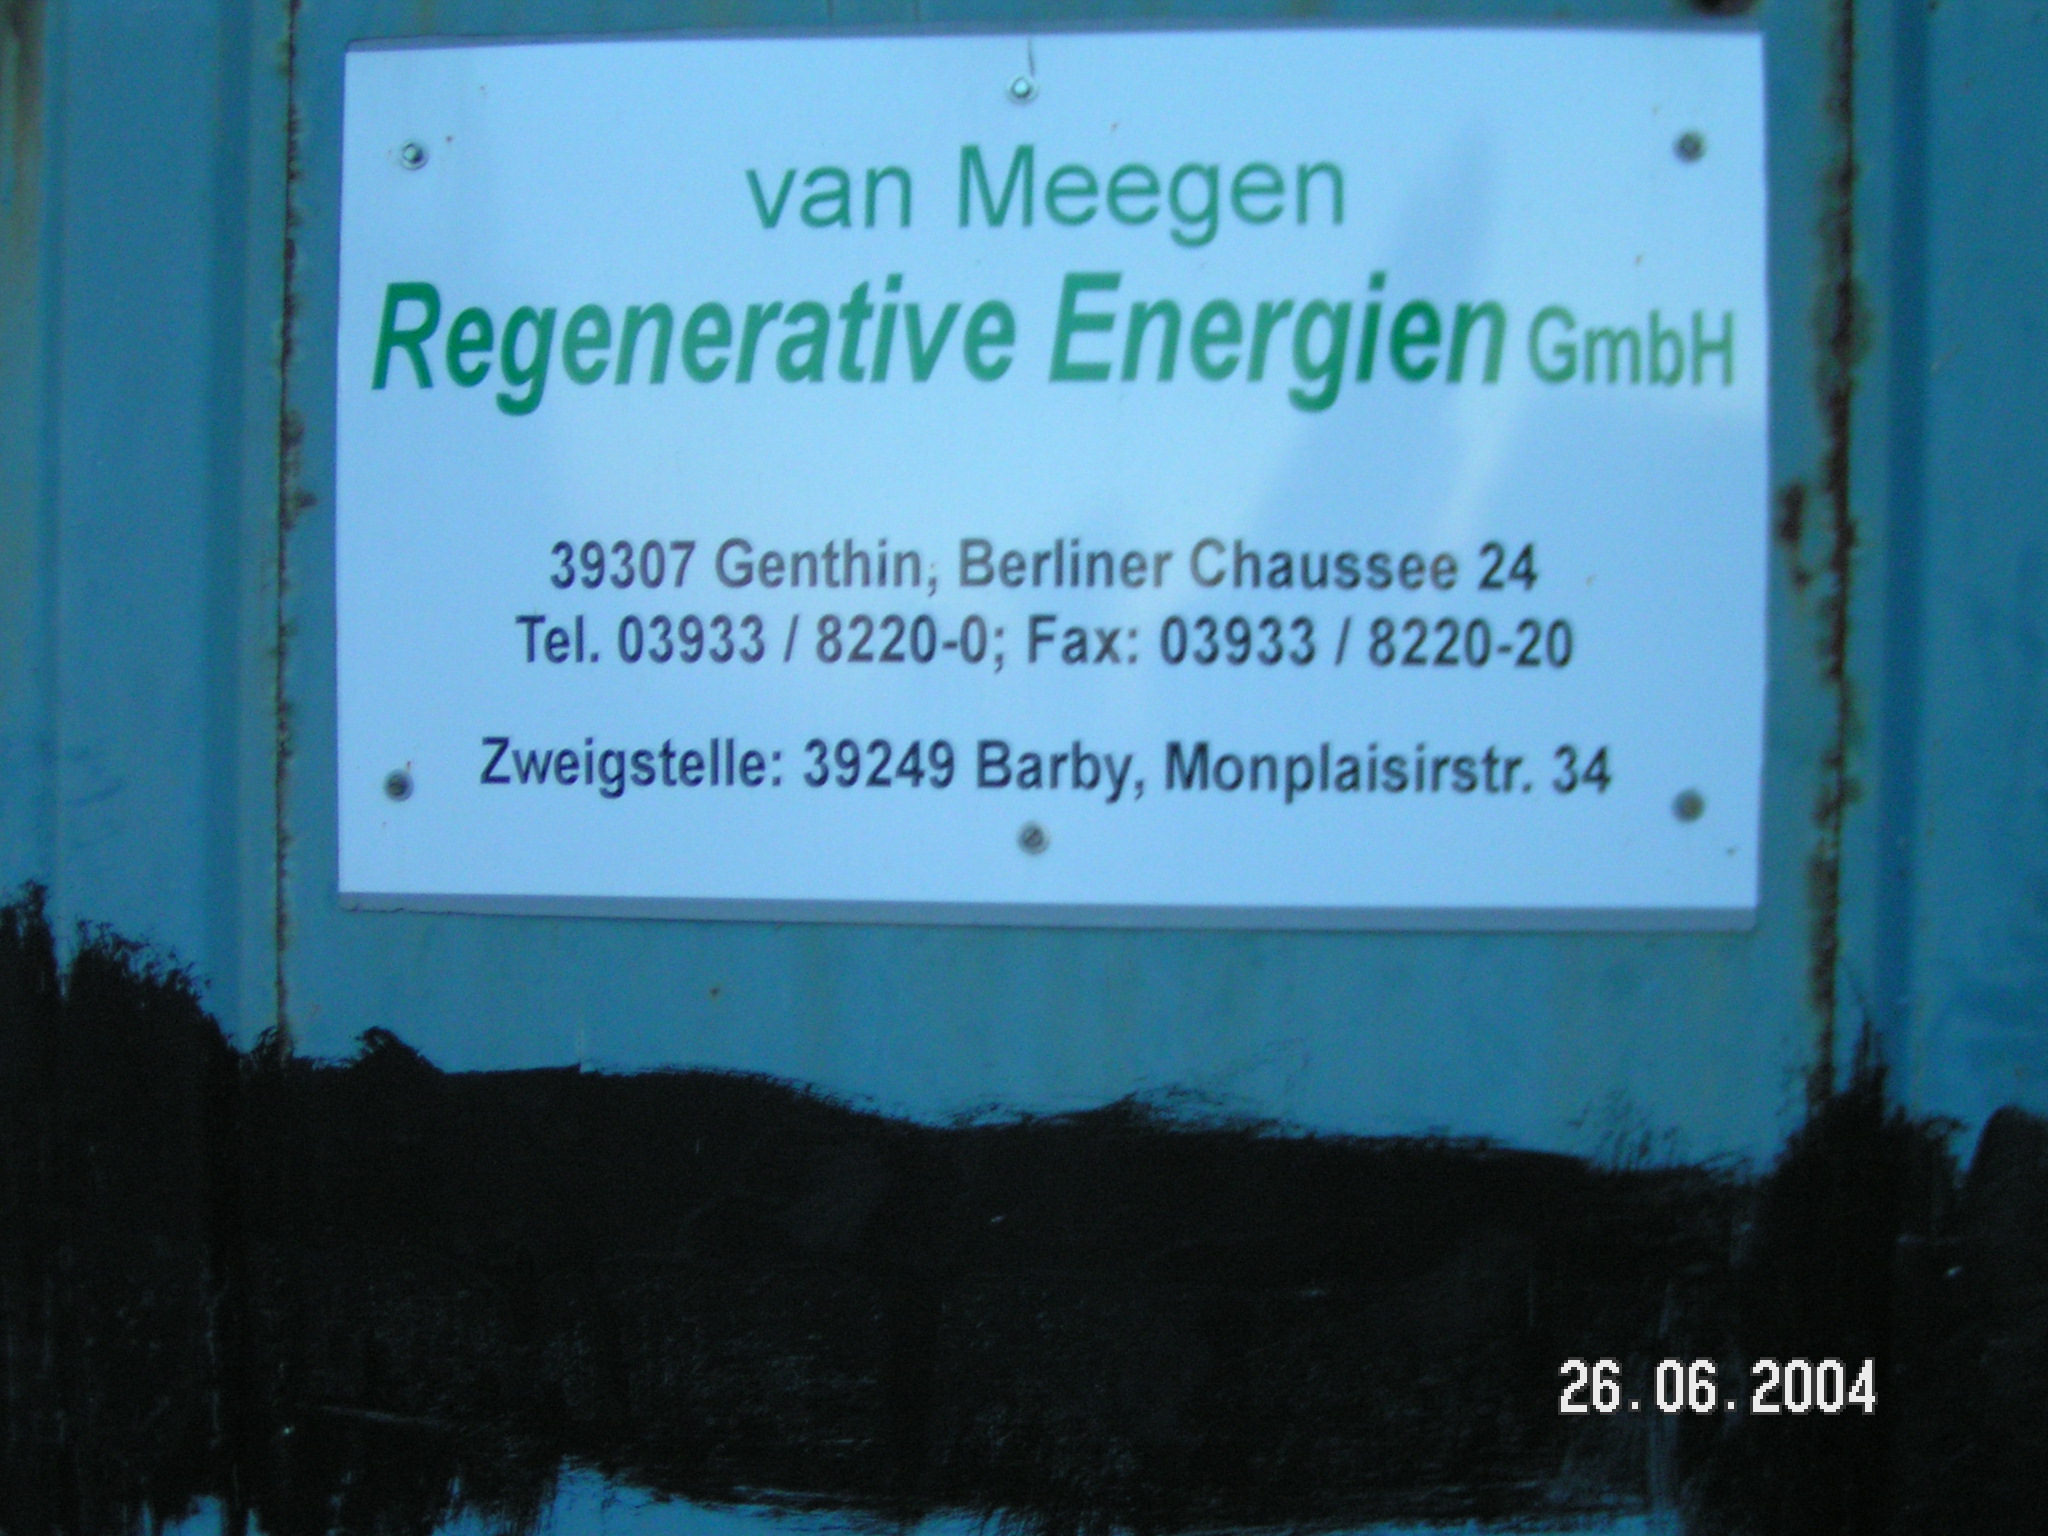 van Meegen
Regenerative Energien GmbH
39307 Genthin, Berliner Chaussee 24
Tel. 03933 / 8220-0; Fax: 03933 / 8220-20
Zweigstelle: 39249 Barby, Monplaisirstr. 34
26.06.2004